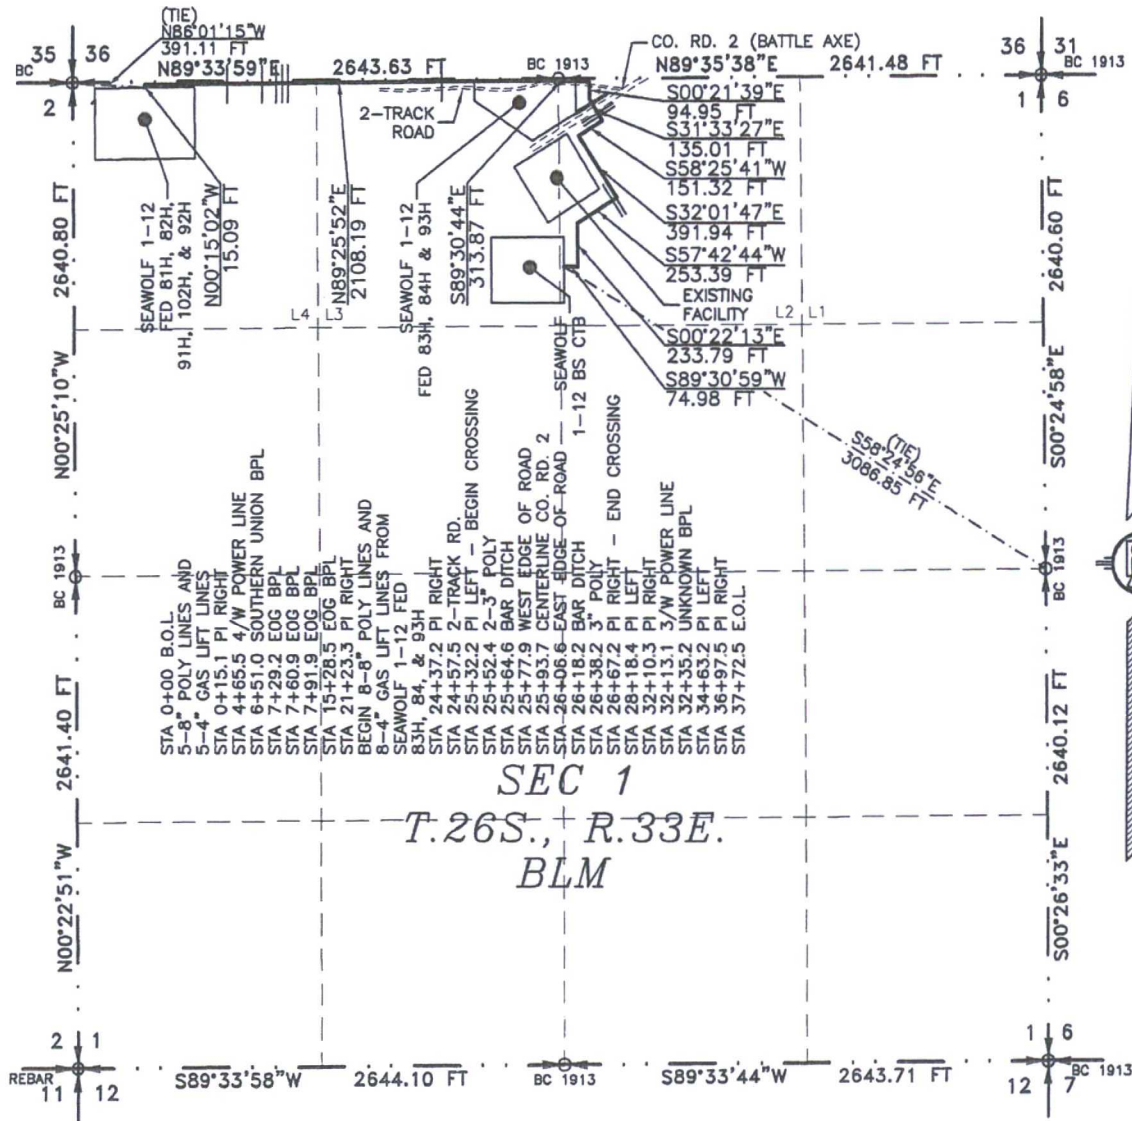 (TIE)
N86°01'15"W
391.11 FT
35 36
BC
2
N89°33'59"E
2643.63 FT
BC 1913
CO. RD. 2 (BATTLE AXE)
N89°35'38"E
2641.48 FT
36 31
BC 1913
1 6
2-TRACK
ROAD
S00°21'39"E
94.95 FT
S31°33'27"E
135.01 FT
S58°25'41"W
151.32 FT
S32°01'47"E
391.94 FT
S57°42'44"W
253.39 FT
EXISTING
FACILITY
S00°22'13"E
233.79 FT
S89°30'59"W
74.98 FT
SEAWOLF 1-12
FED 81H, 82H,
91H, 102H, & 92H
N00°15'02"W
15.09 FT
N89°25'52"E
2108.19 FT
SEAWOLF 1-12
FED 83H, 84H & 93H
S89°30'44"E
313.87 FT
SEAWOLF
1-12 BS CTB
L4 L3
L2 L1
2640.80 FT
N00°25'10"W
2640.60 FT
S00°24'58"E
(TIE)
S58°24'56"E
3086.85 FT
BC 1913
BC 1913
STA 0+00 B.O.L.
5-8" POLY LINES AND
5-4" GAS LIFT LINES
STA 0+15.1 PI RIGHT
STA 4+65.5 4/W POWER LINE
STA 6+51.0 SOUTHERN UNION BPL
STA 7+29.2 EOG BPL
STA 7+60.9 EOG BPL
STA 7+91.9 EOG BPL
STA 15+28.5 EOG BPL
STA 21+23.3 PI RIGHT
BEGIN 8-8" POLY LINES AND
8-4" GAS LIFT LINES FROM
SEAWOLF 1-12 FED
83H, 84, & 93H
STA 24+37.2 PI RIGHT
STA 24+57.5 2-TRACK RD.
STA 25+32.2 PI LEFT - BEGIN CROSSING
STA 25+52.4 2-3" POLY
STA 25+64.6 BAR DITCH
STA 25+77.9 WEST EDGE OF ROAD
STA 25+93.7 CENTERLINE CO. RD. 2
STA 26+06.6 EAST EDGE OF ROAD
STA 26+18.2 BAR DITCH
STA 26+38.2 3" POLY
STA 26+67.2 PI RIGHT - END CROSSING
STA 28+18.4 PI LEFT
STA 32+10.3 PI RIGHT
STA 32+13.1 3/W POWER LINE
STA 32+35.2 UNKNOWN BPL
STA 34+63.2 PI LEFT
STA 36+97.5 PI RIGHT
STA 37+72.5 E.O.L.
SEC 1
T.26S., R.33E.
BLM
2641.40 FT
N00°22'51"W
2640.12 FT
S00°26'33"E
2 1
REBAR
11 12
S89°33'58"W
2644.10 FT
BC 1913
S89°33'44"W
2643.71 FT
1 6
BC 1913
12 7